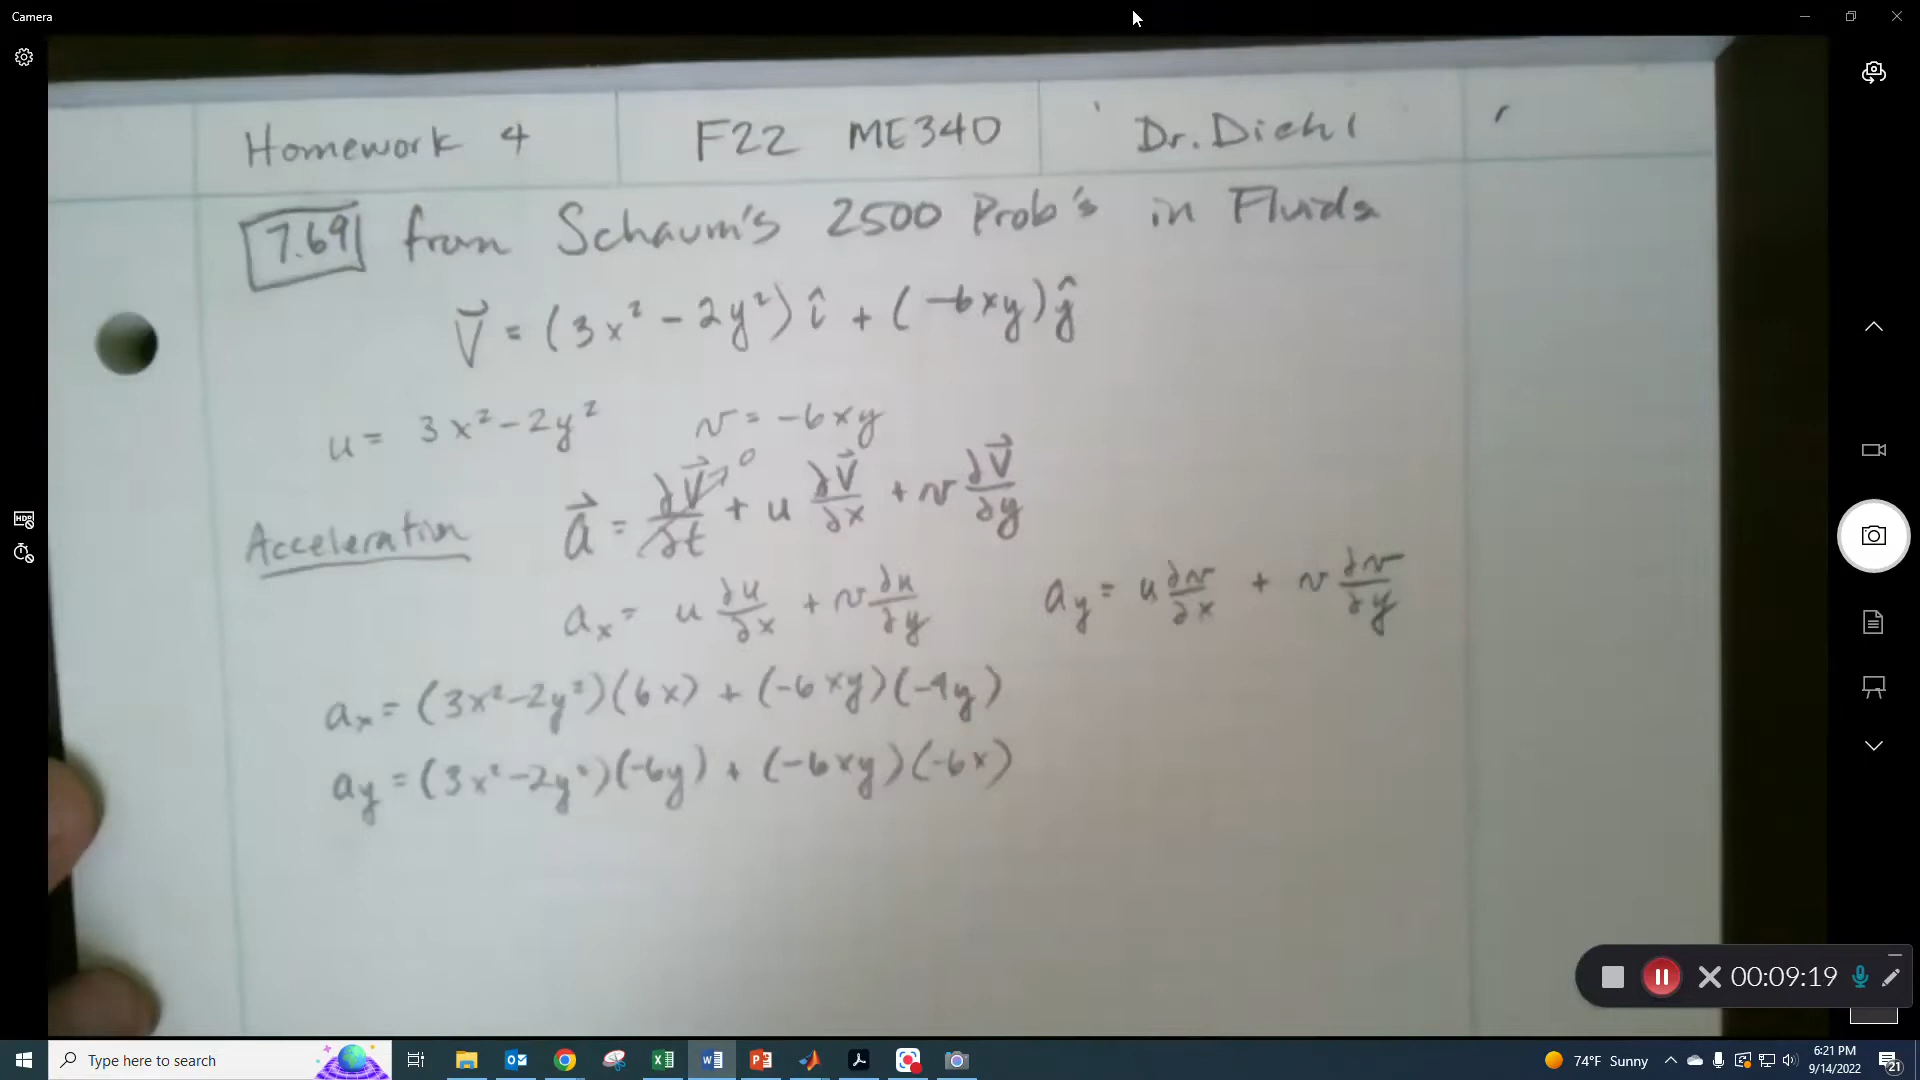 Camera
Homework 4 F22 ME340 Dr. Diehl
7.69 from Schaum's 2500 Prob's in Fluids
V⃗ = (3x² - 2y²) î + (-6xy) ĵ
u = 3x² - 2y² v = -6xy
Acceleration a⃗ = ∂V⃗/∂t → 0 + u ∂V⃗/∂x + v ∂V⃗/∂y
aₓ = u ∂u/∂x + v ∂u/∂y a_y = u ∂v/∂x + v ∂v/∂y
aₓ = (3x² - 2y²)(6x) + (-6xy)(-4y)
a_y = (3x² - 2y²)(-6y) + (-6xy)(-6x)
00:09:19
Type here to search 74°F Sunny 6:21 PM
9/14/2022 21